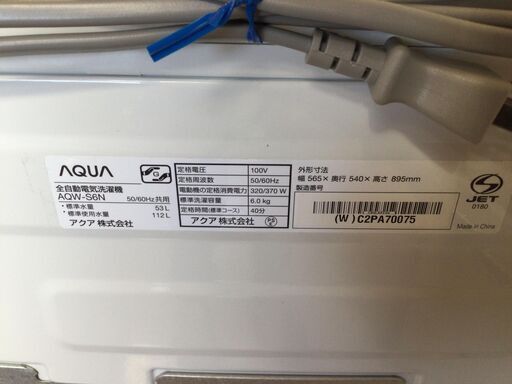 AQUA
全自動電気洗濯機
AQW-S6N
50/60Hz共用
・標準水量 53L
・標準使用水量 112L
アクア 株式会社
定格電圧 100V
定格周波数 50/60Hz
電動機の定格消費電力 320/370 W
標準洗濯容量 6.0 kg
定格時間(標準コース) 40分
アクア 株式会社
外形寸法
幅 565× 奥行 540× 高さ 895mm
製造番号
(W) C2PA70075
JET
0180
Made in China